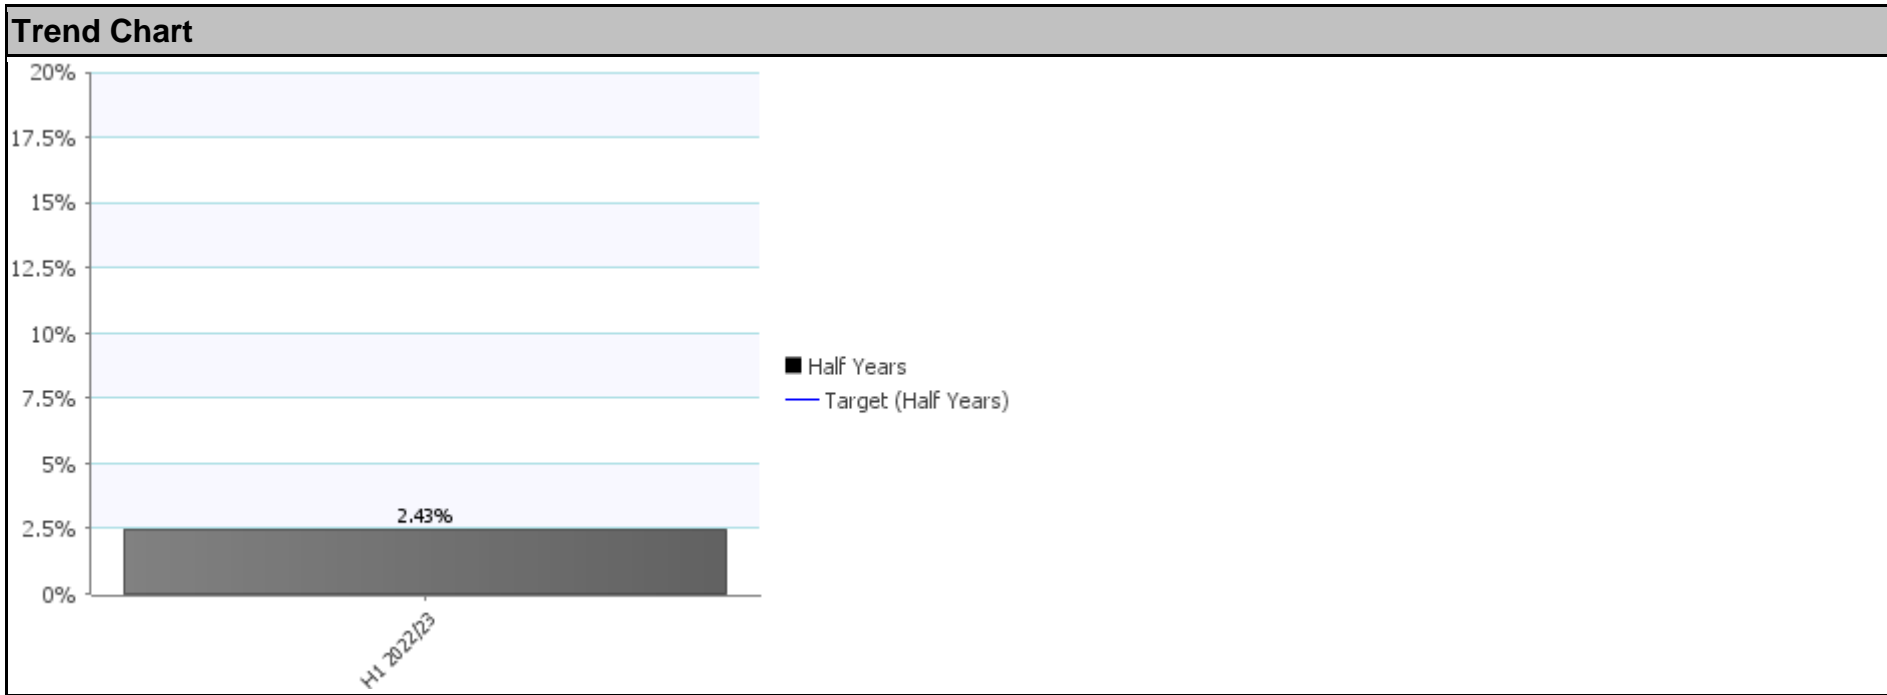 Trend Chart
20%
17.5%
15%
12.5%
10%
7.5%
5%
2.5%
0%
2.43%
H1 2022/23
Half Years
Target (Half Years)